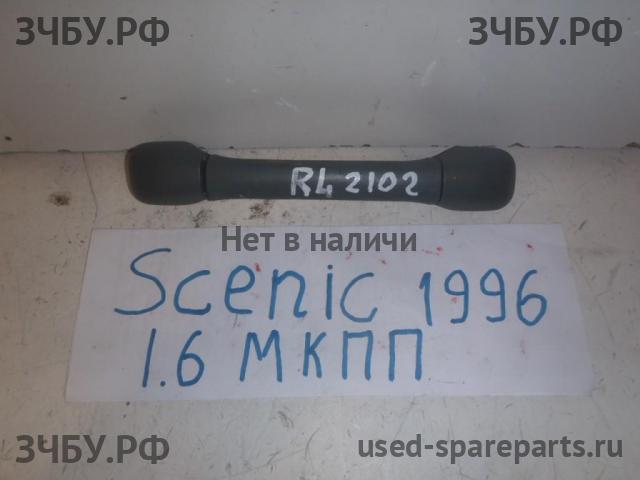 ЗЧБУ.РФ ЗЧБУ.РФ
RL 2102
Нет в наличи
Scenic 1996
1.6 МКПП
ЗЧБУ.РФ used-spareparts.ru